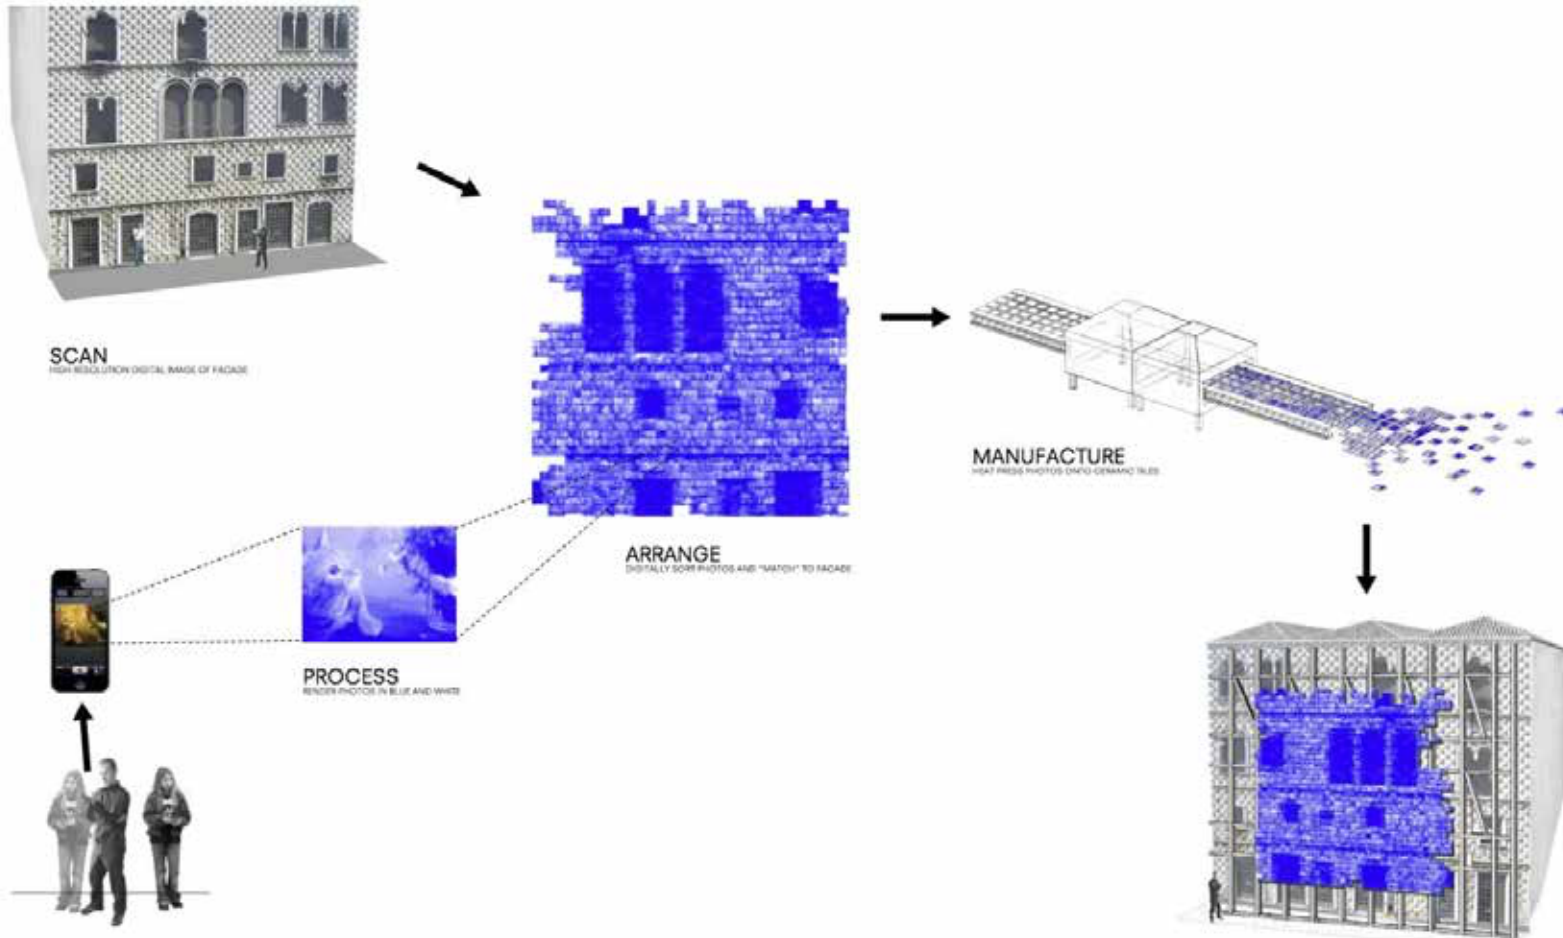 SCAN
HIGH RESOLUTION DIGITAL IMAGE OF FACADE
ARRANGE
DIGITALLY SORT PHOTOS AND "MATCH" TO FACADE
PROCESS
RENDER PHOTOS IN BLUE AND WHITE
MANUFACTURE
HEAT PRESS PHOTOS ONTO CERAMIC TILES